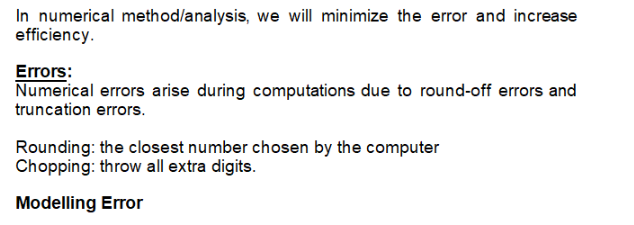 In numerical method/analysis, we will minimize the error and increase
efficiency.
Errors:
Numerical errors arise during computations due to round-off errors and
truncation errors.
Rounding: the closest number chosen by the computer
Chopping: throw all extra digits.
Modelling Error